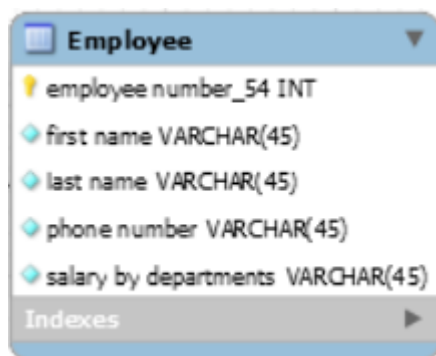 Employee
employee number_54 INT
first name VARCHAR(45)
last name VARCHAR(45)
phone number VARCHAR(45)
salary by departments VARCHAR(45)
Indexes